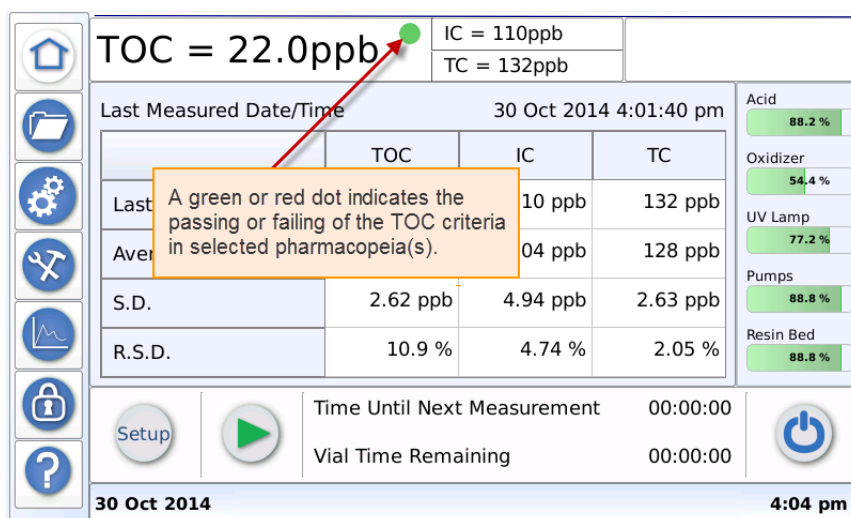 TOC = 22.0ppb
IC = 110ppb
TC = 132ppb
Last Measured Date/Time 30 Oct 2014 4:01:40 pm
TOC IC TC
Last 10 ppb 132 ppb
04 ppb 128 ppb
S.D. 2.62 ppb 4.94 ppb 2.63 ppb
R.S.D. 10.9 % 4.74 % 2.05 %
A green or red dot indicates the
passing or failing of the TOC criteria
in selected pharmacopeia(s).
Acid
88.2 %
Oxidizer
54.4 %
UV Lamp
77.2 %
Pumps
88.8 %
Resin Bed
88.8 %
Setup
Time Until Next Measurement 00:00:00
Vial Time Remaining 00:00:00
30 Oct 2014 4:04 pm